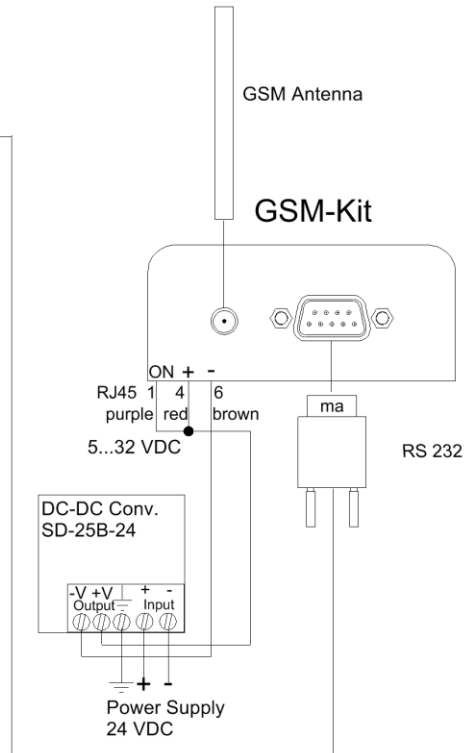 GSM Antenna
GSM-Kit
ON + -
RJ45 1 4 6
purple red brown
5...32 VDC
ma
RS 232
DC-DC Conv.
SD-25B-24
-V +V + -
Output Input
+ -
Power Supply
24 VDC